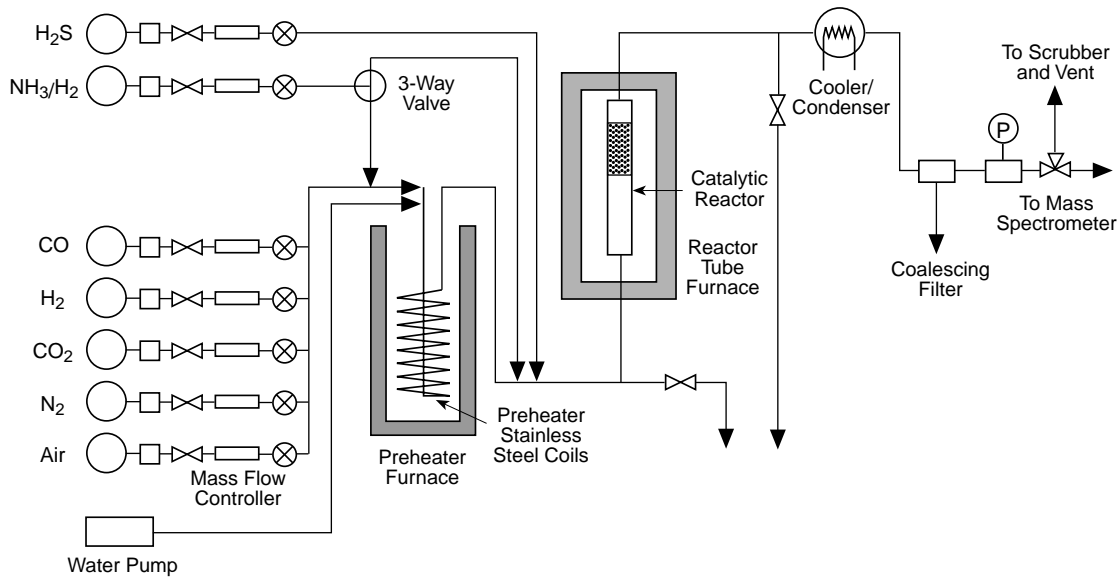 H2S
NH3/H2
3-Way
Valve
CO
H2
CO2
N2
Air
Mass Flow
Controller
Water Pump
Preheater
Furnace
Preheater
Stainless
Steel Coils
Catalytic
Reactor
Reactor
Tube
Furnace
Cooler/
Condenser
To Scrubber
and Vent
P
To Mass
Spectrometer
Coalescing
Filter